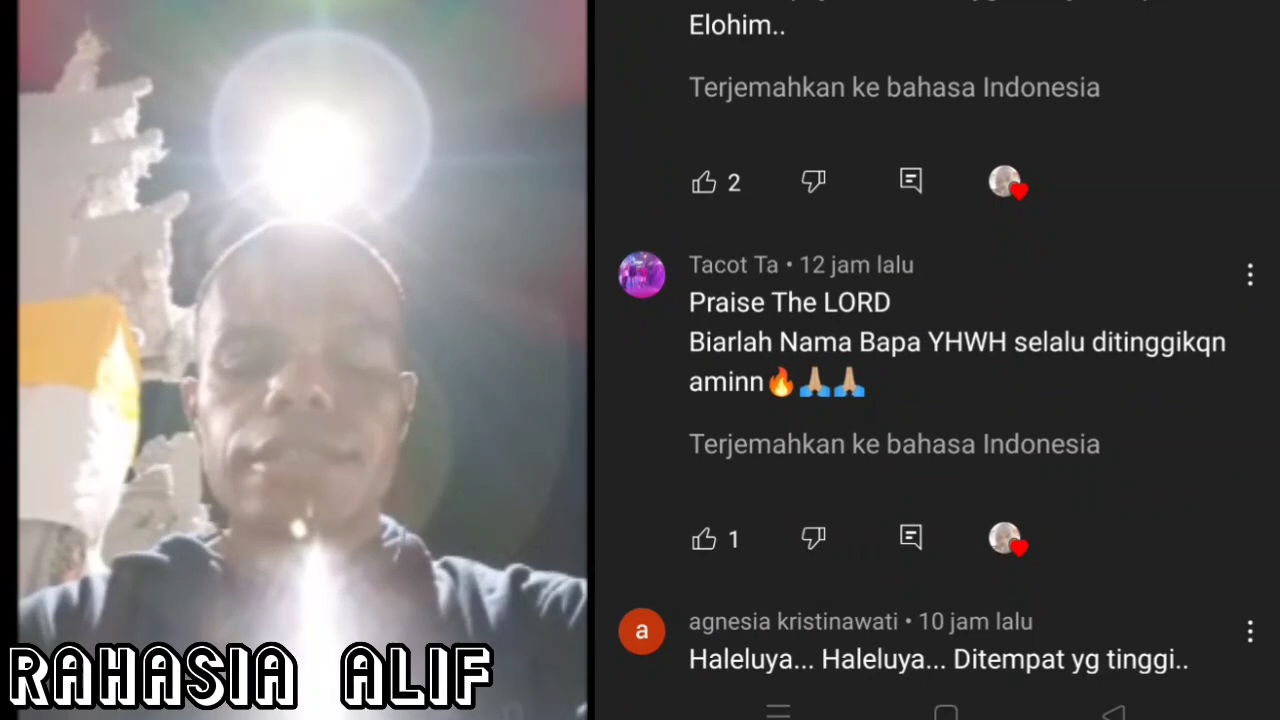 Elohim..
Terjemahkan ke bahasa Indonesia
2
Tacot Ta • 12 jam lalu
Praise The LORD
Biarlah Nama Bapa YHWH selalu ditinggikqn
aminn🔥🙏🏼🙏🏼
Terjemahkan ke bahasa Indonesia
1
a
agnesia kristinawati • 10 jam lalu
Haleluya... Haleluya... Ditempat yg tinggi..
RAHASIA ALIF